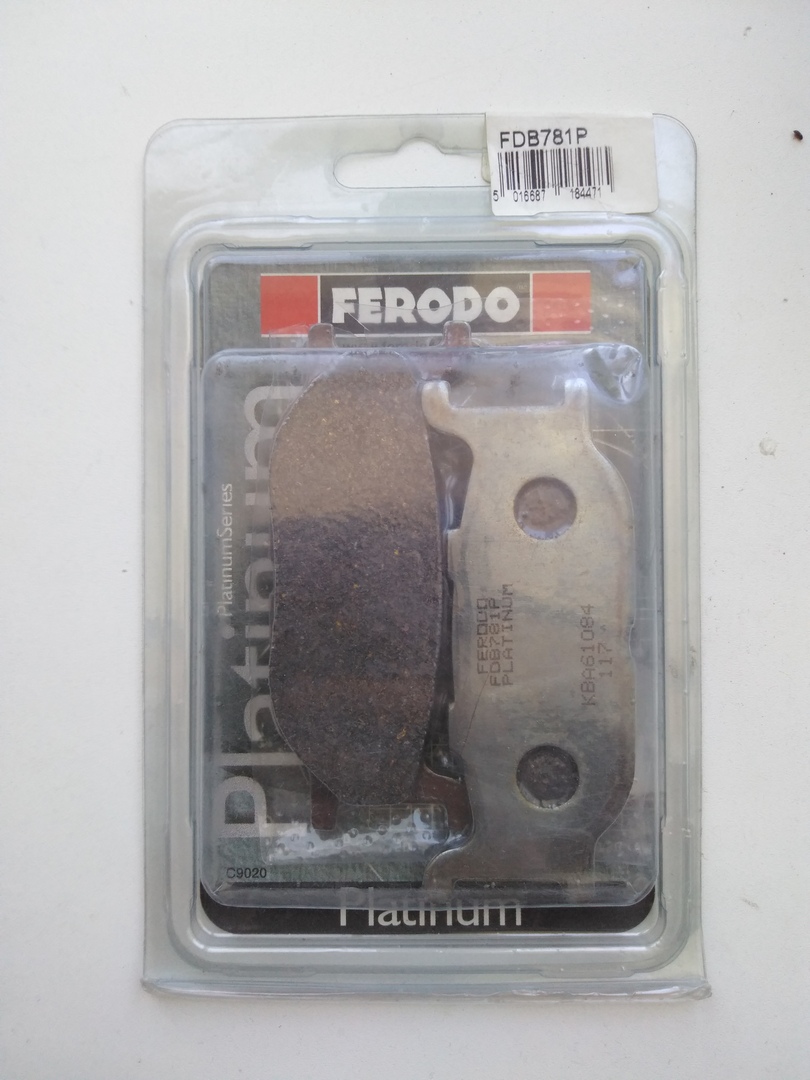 FDB781P
5 016687 184471
FERODO
Platinum
PlatinumSeries
FERODO
FDB781P
PLATINUM
KBA61084
117
C9020
Platinum